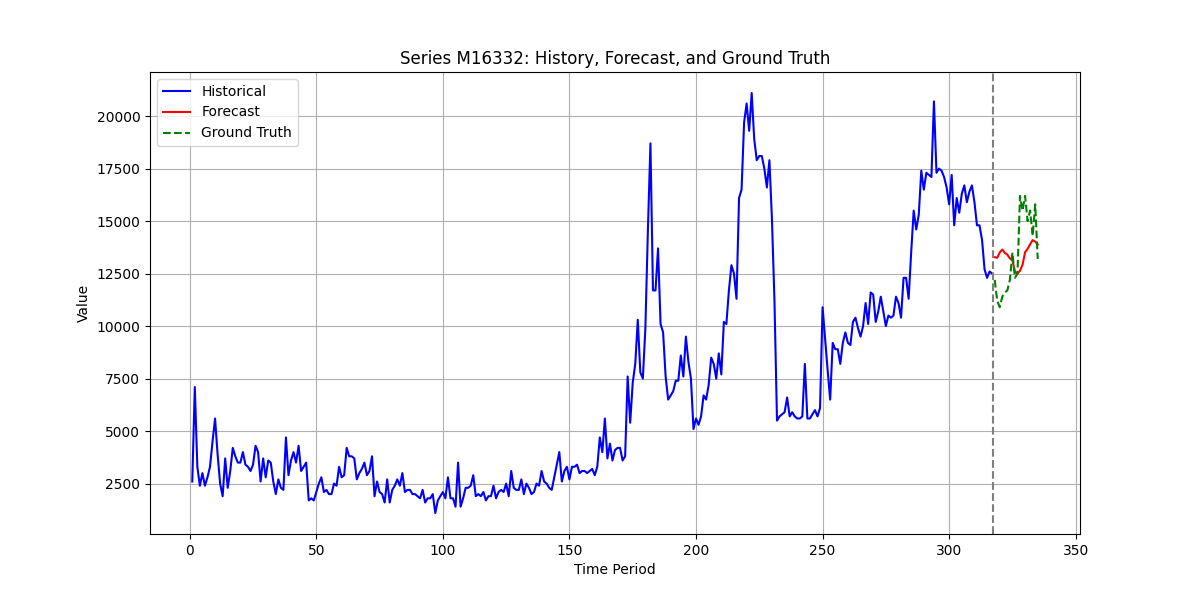 Series M16332: History, Forecast, and Ground Truth
Historical
Forecast
Ground Truth
20000
17500
15000
12500
10000
7500
5000
2500
Value
0 50 100 150 200 250 300 350
Time Period